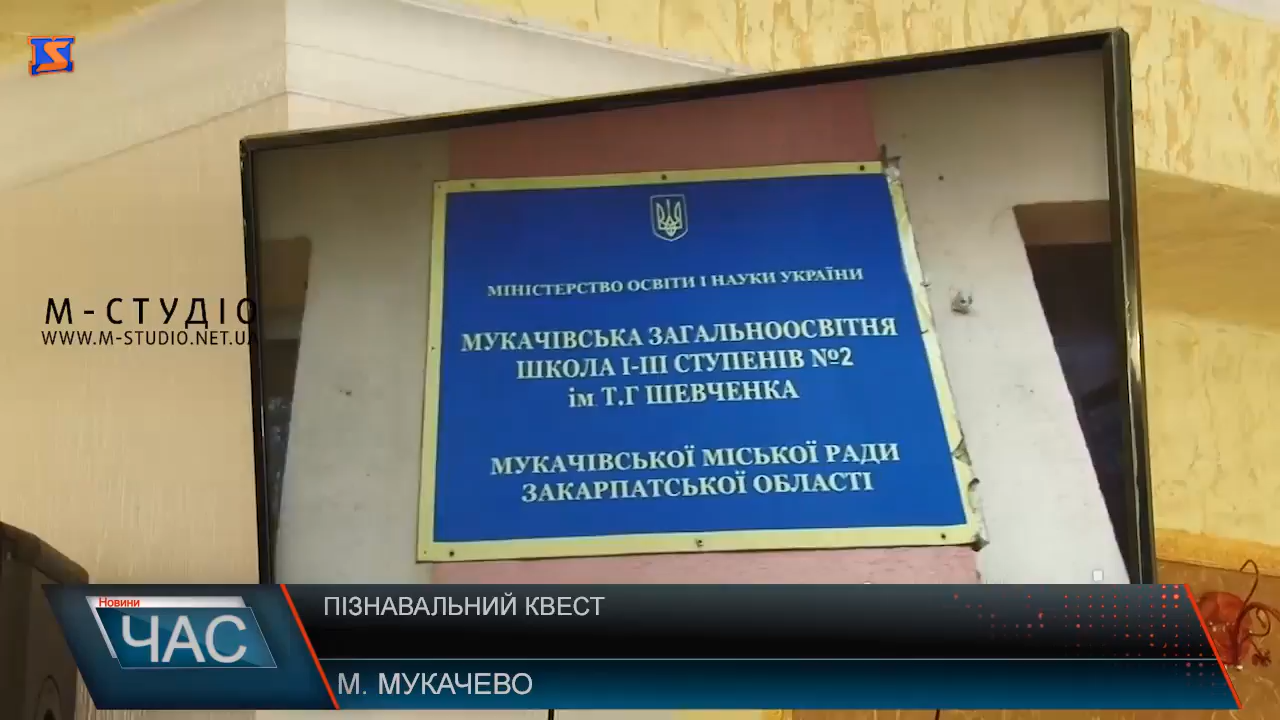 М-СТУДІО
WWW.M-STUDIO.NET.UA
МІНІСТЕРСТВО ОСВІТИ І НАУКИ УКРАЇНИ
МУКАЧІВСЬКА ЗАГАЛЬНООСВІТНЯ
ШКОЛА І-ІІІ СТУПЕНІВ №2
ім Т.Г ШЕВЧЕНКА
МУКАЧІВСЬКОЇ МІСЬКОЇ РАДИ
ЗАКАРПАТСЬКОЇ ОБЛАСТІ
Новини
ЧАС
ПІЗНАВАЛЬНИЙ КВЕСТ
М. МУКАЧЕВО